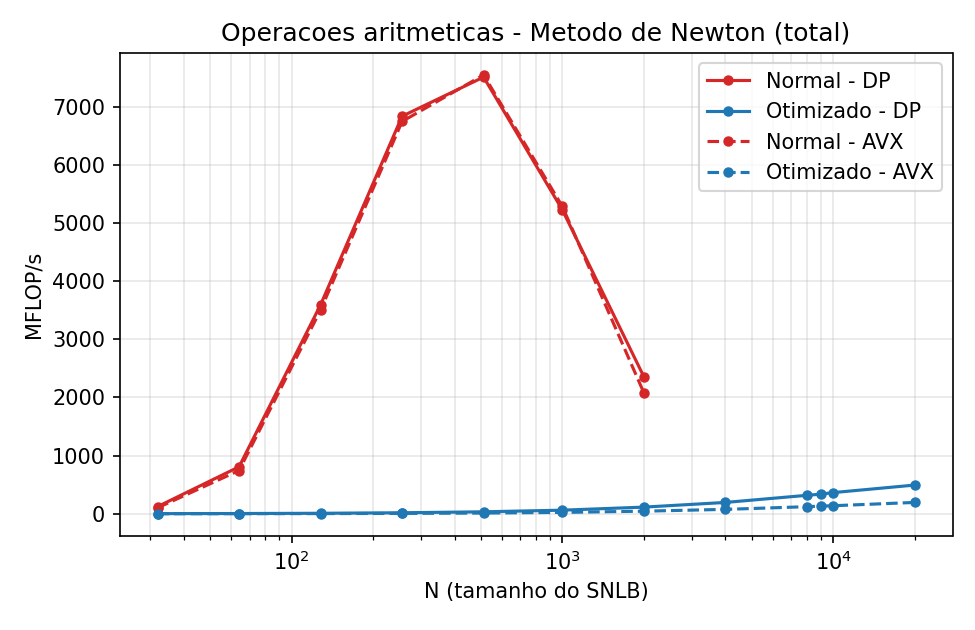 Operacoes aritmeticas - Metodo de Newton (total)
Normal - DP
Otimizado - DP
Normal - AVX
Otimizado - AVX
MFLOP/s
7000
6000
5000
4000
3000
2000
1000
0
10² 10³ 10⁴
N (tamanho do SNLB)